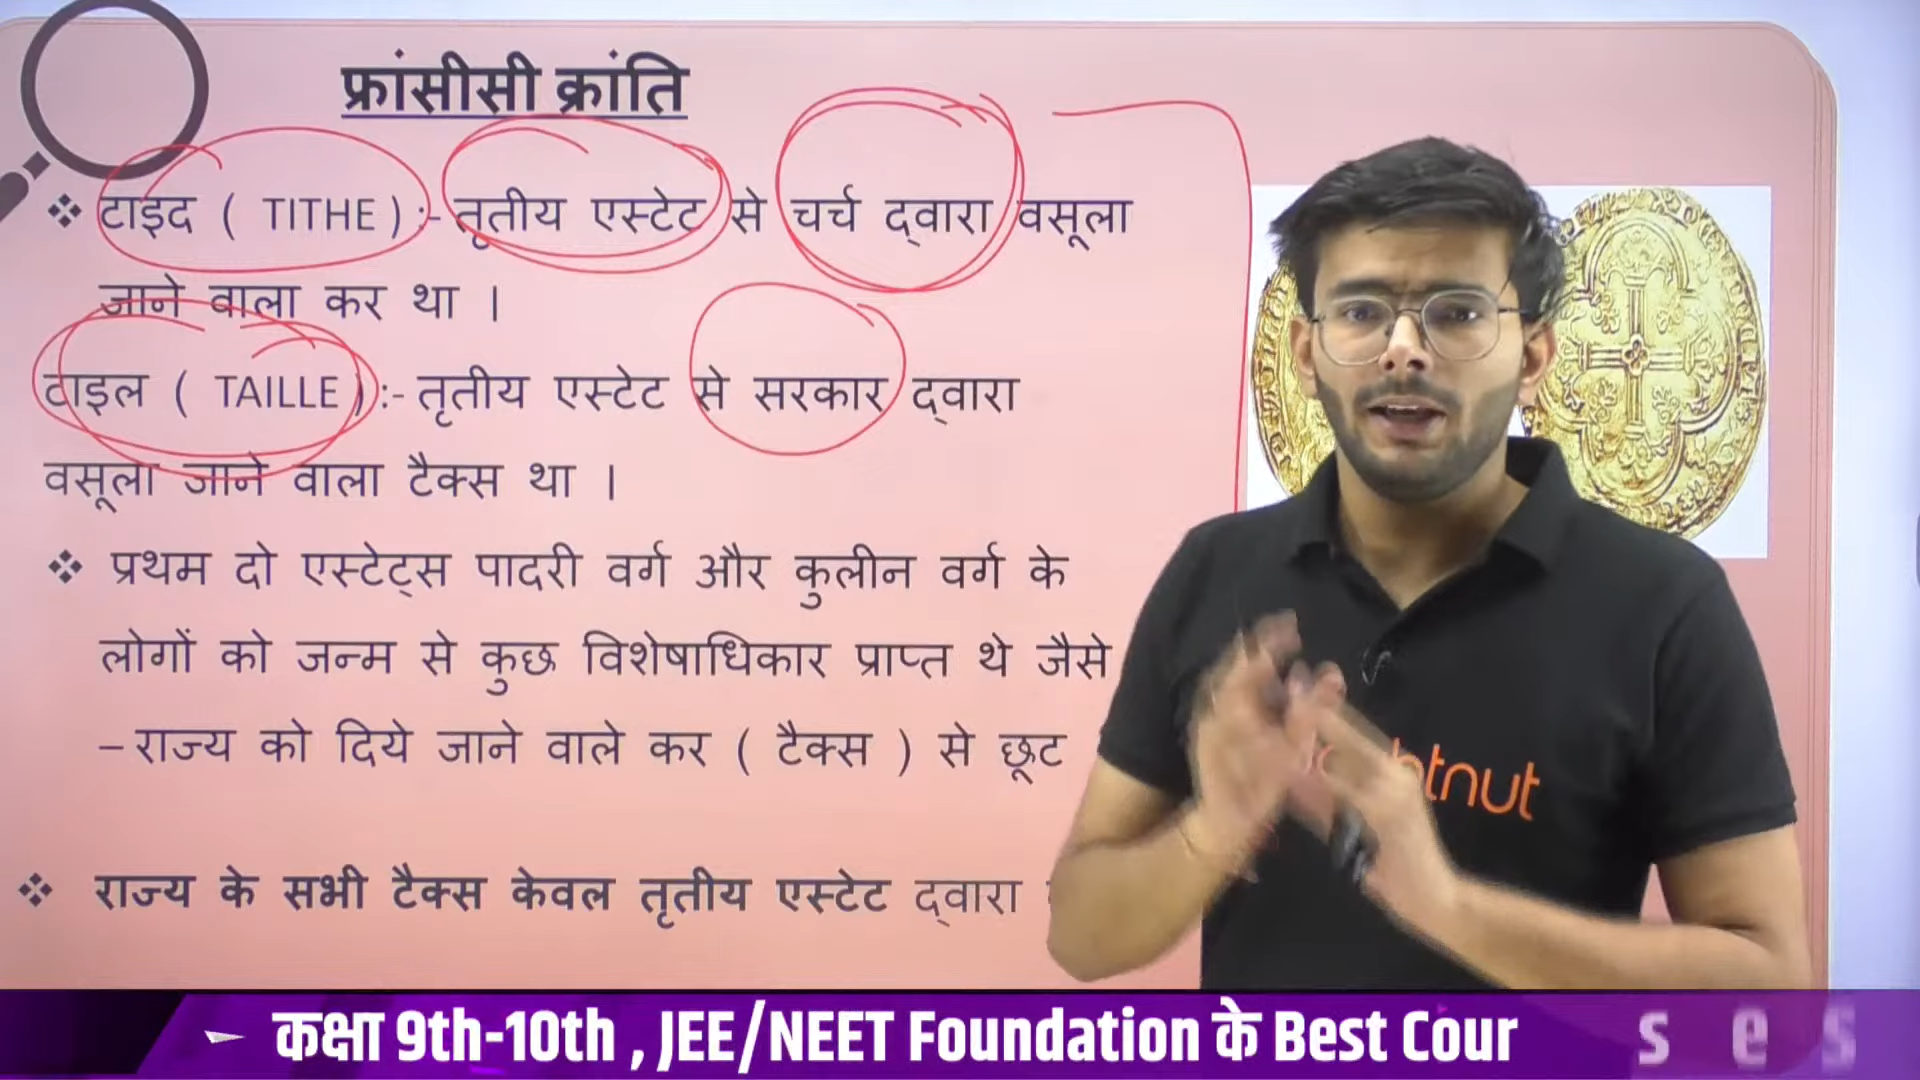 फ्रांसीसी क्रांति
❖ टाइद ( TITHE ) :- तृतीय एस्टेट से चर्च द्वारा वसूला
जाने वाला कर था ।
टाइल ( TAILLE ) :- तृतीय एस्टेट से सरकार द्वारा
वसूला जाने वाला टैक्स था ।
❖ प्रथम दो एस्टेट्स पादरी वर्ग और कुलीन वर्ग के
लोगों को जन्म से कुछ विशेषाधिकार प्राप्त थे जैसे
– राज्य को दिये जाने वाले कर ( टैक्स ) से छूट
❖ राज्य के सभी टैक्स केवल तृतीय एस्टेट द्वारा
htnut
कक्षा 9th-10th , JEE/NEET Foundation के Best Cour s e s